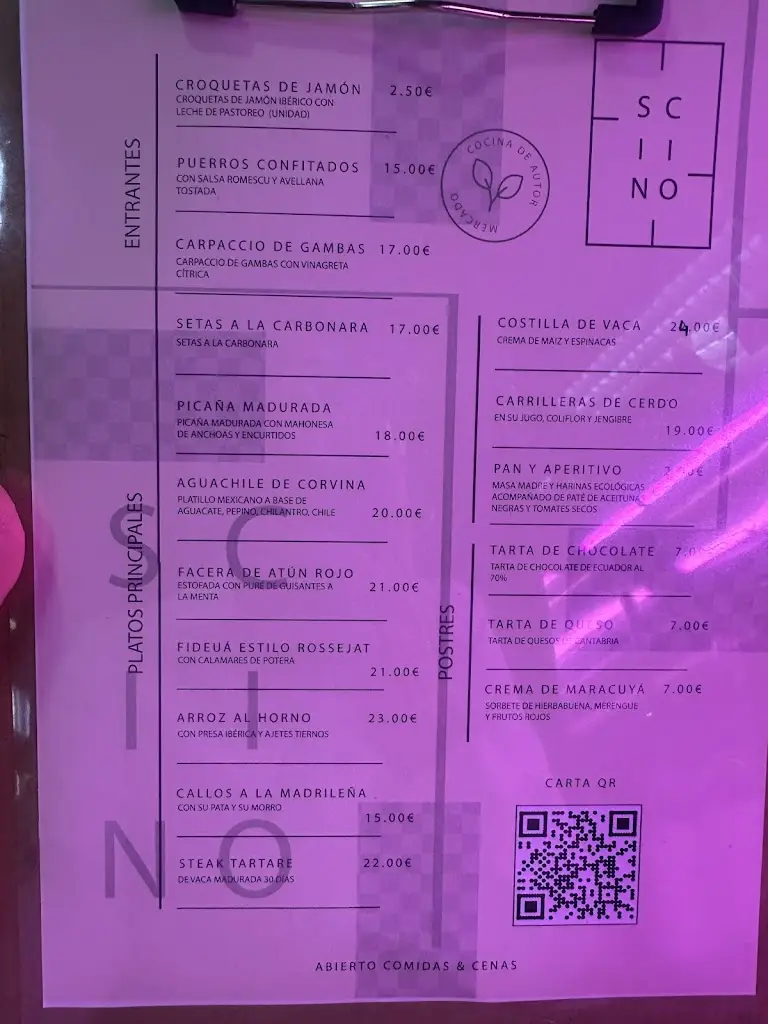 ENTRANTES
CROQUETAS DE JAMÓN 2.50€
CROQUETAS DE JAMÓN IBÉRICO CON
LECHE DE PASTOREO (UNIDAD)
PUERROS CONFITADOS 15.00€
CON SALSA ROMESCU Y AVELLANA
TOSTADA
CARPACCIO DE GAMBAS 17.00€
CARPACCIO DE GAMBAS CON VINAGRETA
CÍTRICA
COCINA DE AUTOR
MERCADO
SC
II
NO
PLATOS PRINCIPALES
SETAS A LA CARBONARA 17.00€
SETAS A LA CARBONARA
PICAÑA MADURADA
PICAÑA MADURADA CON MAHONESA
DE ANCHOAS Y ENCURTIDOS 18.00€
AGUACHILE DE CORVINA
PLATILLO MEXICANO A BASE DE
AGUACATE, PEPINO, CHILANTRO, CHILE 20.00€
FACERA DE ATÚN ROJO
ESTOFADA CON PURÉ DE GUISANTES A 21.00€
LA MENTA
FIDEUÁ ESTILO ROSSEJAT
CON CALAMARES DE POTERA
21.00€
ARROZ AL HORNO 23.00€
CON PRESA IBÉRICA Y AJETES TIERNOS
CALLOS A LA MADRILEÑA
CON SU PATA Y SU MORRO
15.00€
STEAK TARTARE 22.00€
DE VACA MADURADA 30 DÍAS
SC
II
NO
COSTILLA DE VACA 24.00€
CREMA DE MAIZ Y ESPINACAS
CARRILLERAS DE CERDO
EN SU JUGO, COLIFLOR Y JENGIBRE
19.00€
PAN Y APERITIVO
MASA MADRE Y HARINAS ECOLÓGICAS
ACOMPAÑADO DE PATÉ DE ACEITUNAS
NEGRAS Y TOMATES SECOS
POSTRES
TARTA DE CHOCOLATE
TARTA DE CHOCOLATE DE ECUADOR AL
70%
TARTA DE QUESO 7.00€
TARTA DE QUESOS DE CANTABRIA
CREMA DE MARACUYÁ 7.00€
SORBETE DE HIERBABUENA, MERENGUE
Y FRUTOS ROJOS
CARTA QR
ABIERTO COMIDAS & CENAS